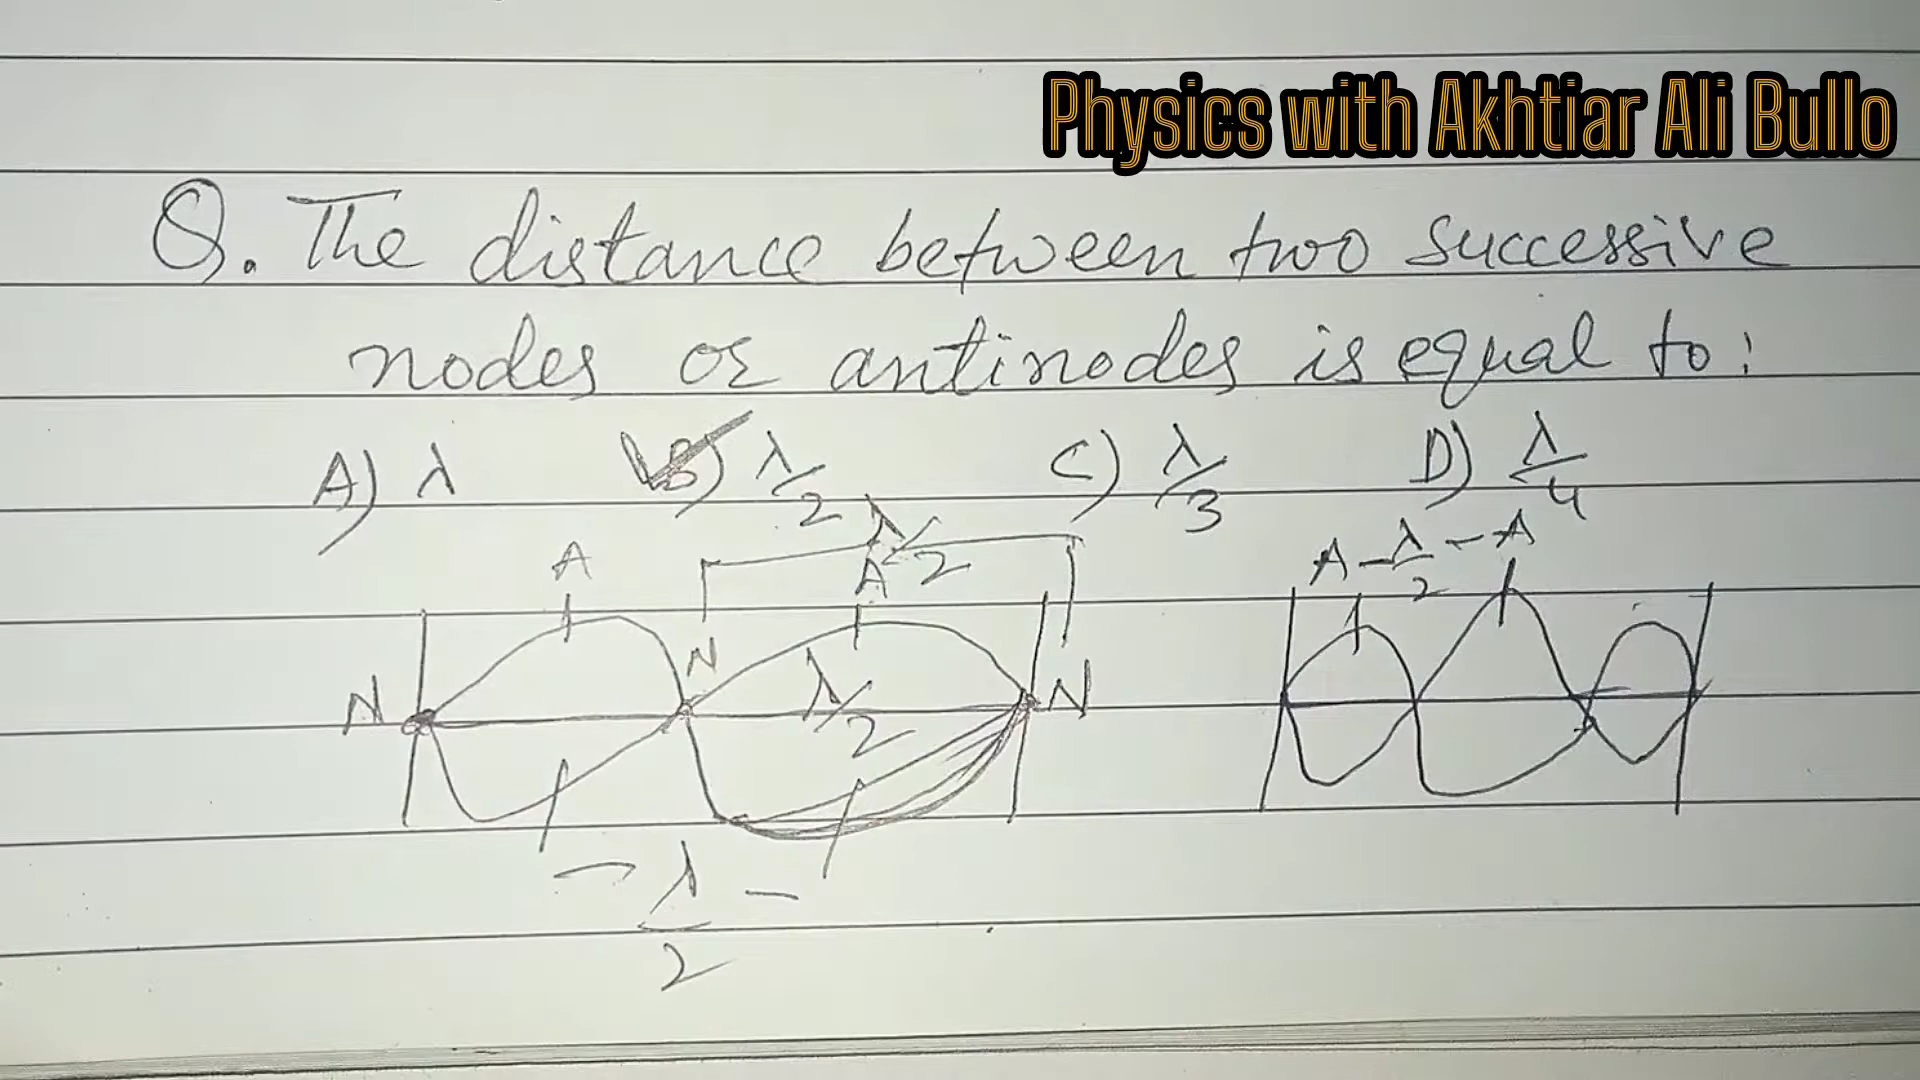 Physics with Akhtiar Ali Bullo
Q. The distance between two successive
nodes or antinodes is equal to:
A) λ B) λ/2 C) λ/3 D) λ/4
λ/2
A A A - λ/2 - A
N N λ/2 N
- λ/2 -